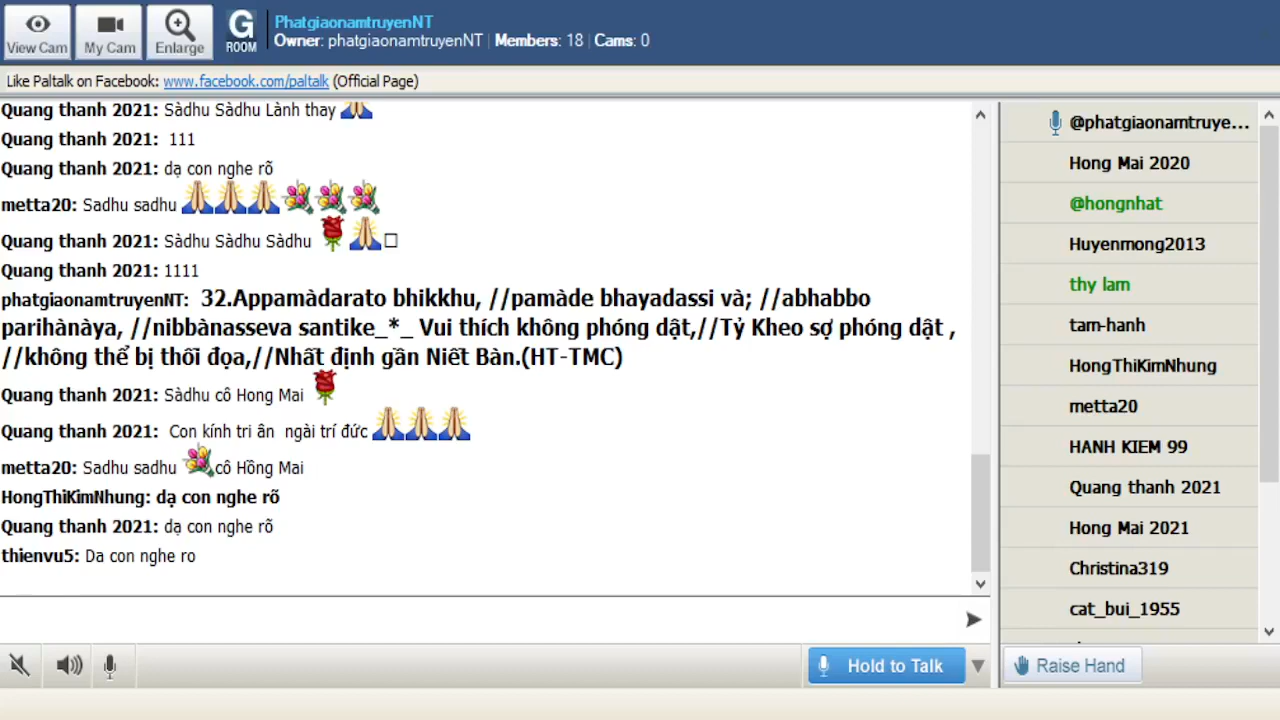 View Cam
My Cam
Enlarge
G
ROOM
PhatgiaonamtruyenNT
Owner: phatgiaonamtruyenNT | Members: 18 | Cams: 0
Like Paltalk on Facebook: www.facebook.com/paltalk (Official Page)
Quang thanh 2021: Sàdhu Sàdhu Lành thay
Quang thanh 2021: 111
Quang thanh 2021: dạ con nghe rõ
metta20: Sadhu sadhu
Quang thanh 2021: Sàdhu Sàdhu Sàdhu
Quang thanh 2021: 1111
phatgiaonamtruyenNT: 32.Appamàdarato bhikkhu, //pamàde bhayadassi và; //abhabbo
parihànàya, //nibbànasseva santike_*_ Vui thích không phóng dật,//Tỷ Kheo sợ phóng dật ,
//không thể bị thối đọa,//Nhất định gần Niết Bàn.(HT-TMC)
Quang thanh 2021: Sàdhu cô Hong Mai
Quang thanh 2021: Con kính tri ân ngài trí đức
metta20: Sadhu sadhu cô Hồng Mai
HongThiKimNhung: dạ con nghe rõ
Quang thanh 2021: dạ con nghe rõ
thienvu5: Da con nghe ro
@phatgiaonamtruye...
Hong Mai 2020
@hongnhat
Huyenmong2013
thy lam
tam-hanh
HongThiKimNhung
metta20
HANH KIEM 99
Quang thanh 2021
Hong Mai 2021
Christina319
cat_bui_1955
Hold to Talk
Raise Hand